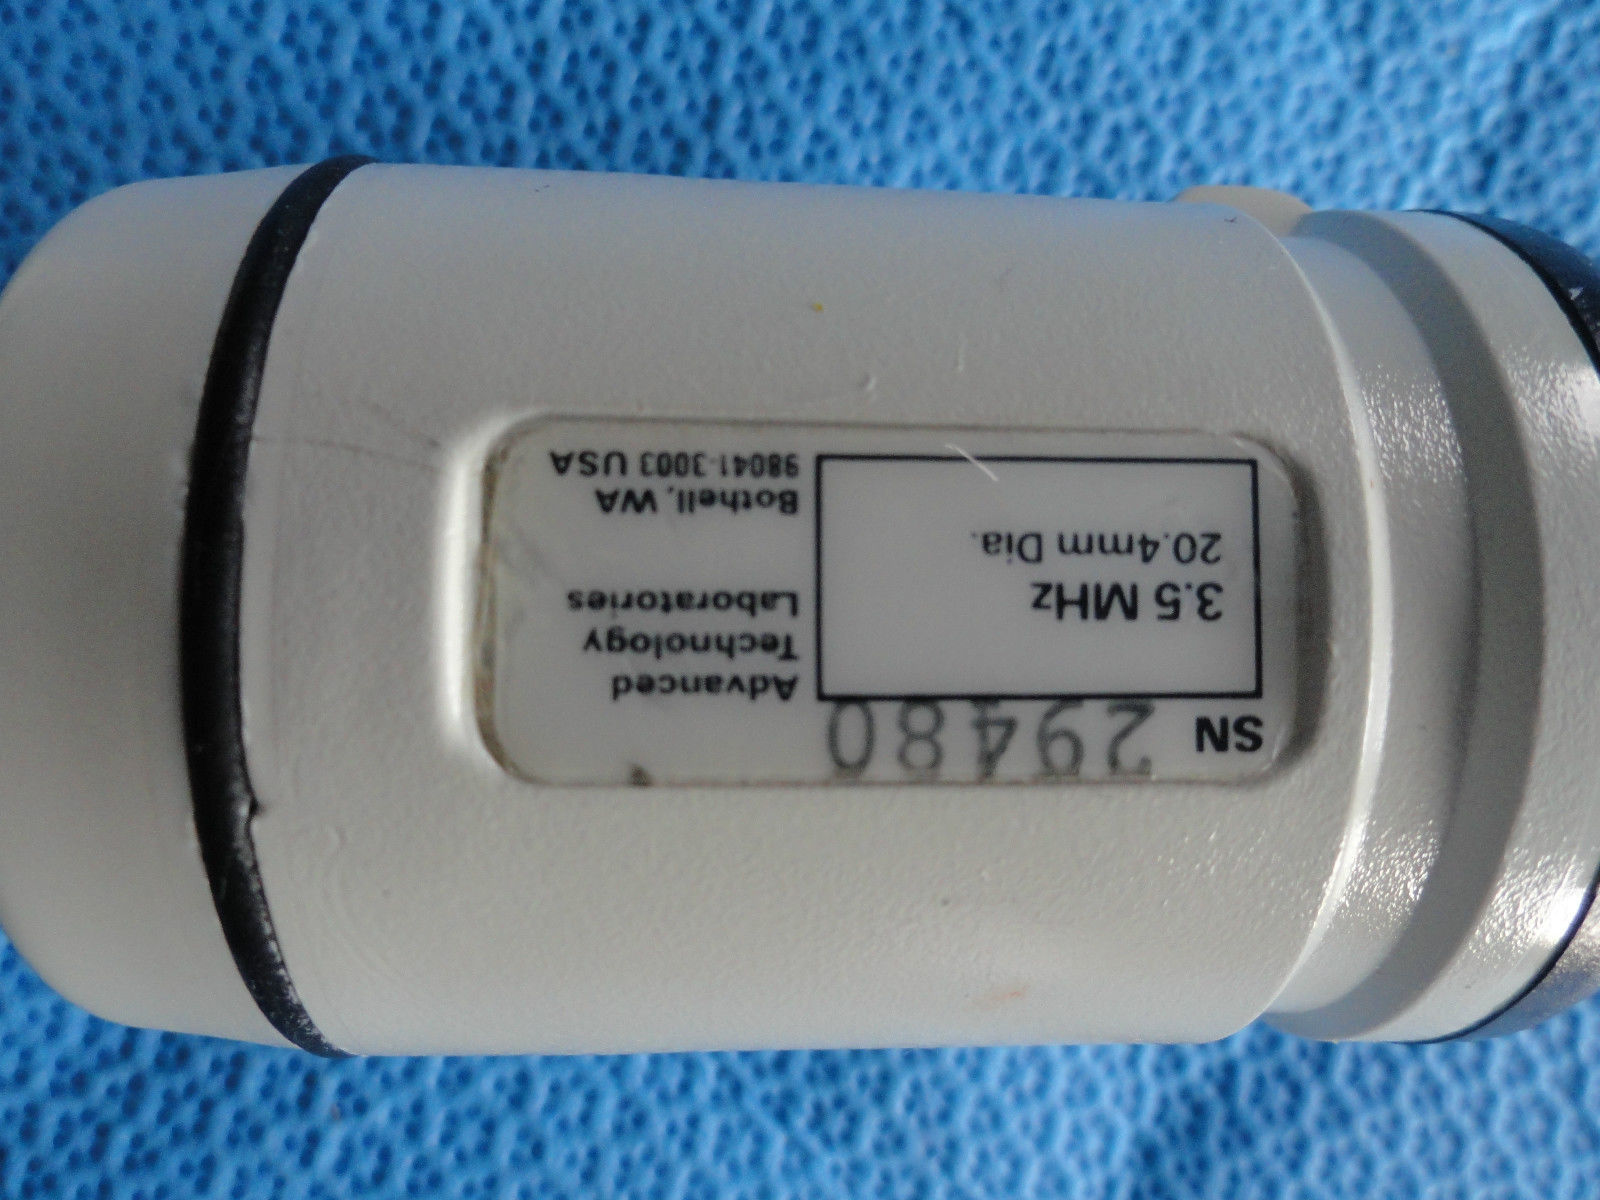 SN 29480
3.5 MHz
20.4mm Dia.
Advanced
Technology
Laboratories
Bothell, WA
98041-3003 USA